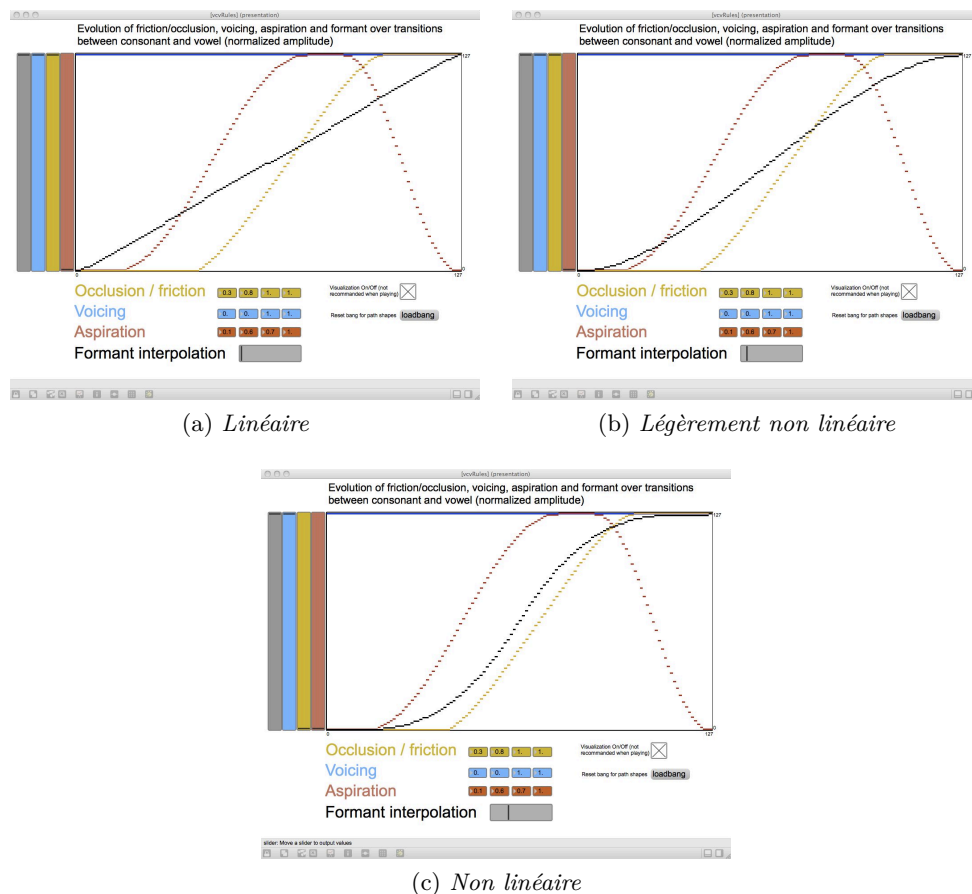 [vcvRules] (presentation)
Evolution of friction/occlusion, voicing, aspiration and formant over transitions
between consonant and vowel (normalized amplitude)
127
0
0
127
Occlusion / friction
0.3 0.8 1. 1.
Visualization On/Off (not
recommanded when playing)
Voicing
0. 0. 1. 1.
Reset bang for path shapes loadbang
Aspiration
0.1 0.6 0.7 1.
Formant interpolation
(a) Linéaire
[vcvRules] (presentation)
Evolution of friction/occlusion, voicing, aspiration and formant over transitions
between consonant and vowel (normalized amplitude)
127
0
0
127
Occlusion / friction
0.3 0.8 1. 1.
Visualization On/Off (not
recommanded when playing)
Voicing
0. 0. 1. 1.
Reset bang for path shapes loadbang
Aspiration
0.1 0.6 0.7 1.
Formant interpolation
(b) Légèrement non linéaire
[vcvRules] (presentation)
Evolution of friction/occlusion, voicing, aspiration and formant over transitions
between consonant and vowel (normalized amplitude)
127
0
0
127
Occlusion / friction
0.3 0.8 1. 1.
Visualization On/Off (not
recommanded when playing)
Voicing
0. 0. 1. 1.
Reset bang for path shapes loadbang
Aspiration
0.1 0.6 0.7 1.
Formant interpolation
slider: Move a slider to output values
(c) Non linéaire